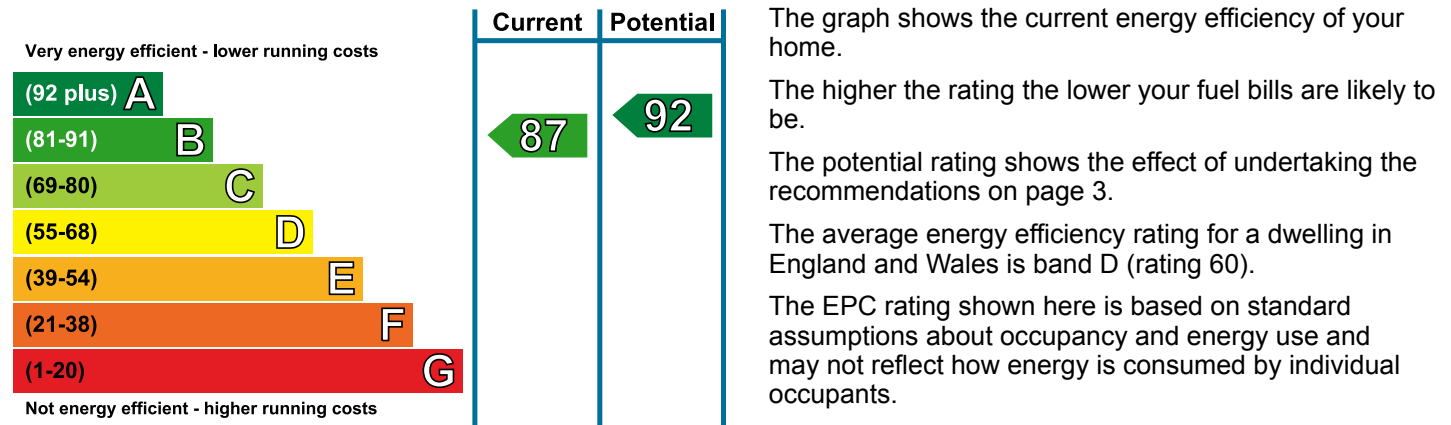 Current Potential
Very energy efficient - lower running costs
(92 plus) A
(81-91) B
(69-80) C
(55-68) D
(39-54) E
(21-38) F
(1-20) G
Not energy efficient - higher running costs
87
92
The graph shows the current energy efficiency of your
home.
The higher the rating the lower your fuel bills are likely to
be.
The potential rating shows the effect of undertaking the
recommendations on page 3.
The average energy efficiency rating for a dwelling in
England and Wales is band D (rating 60).
The EPC rating shown here is based on standard
assumptions about occupancy and energy use and
may not reflect how energy is consumed by individual
occupants.